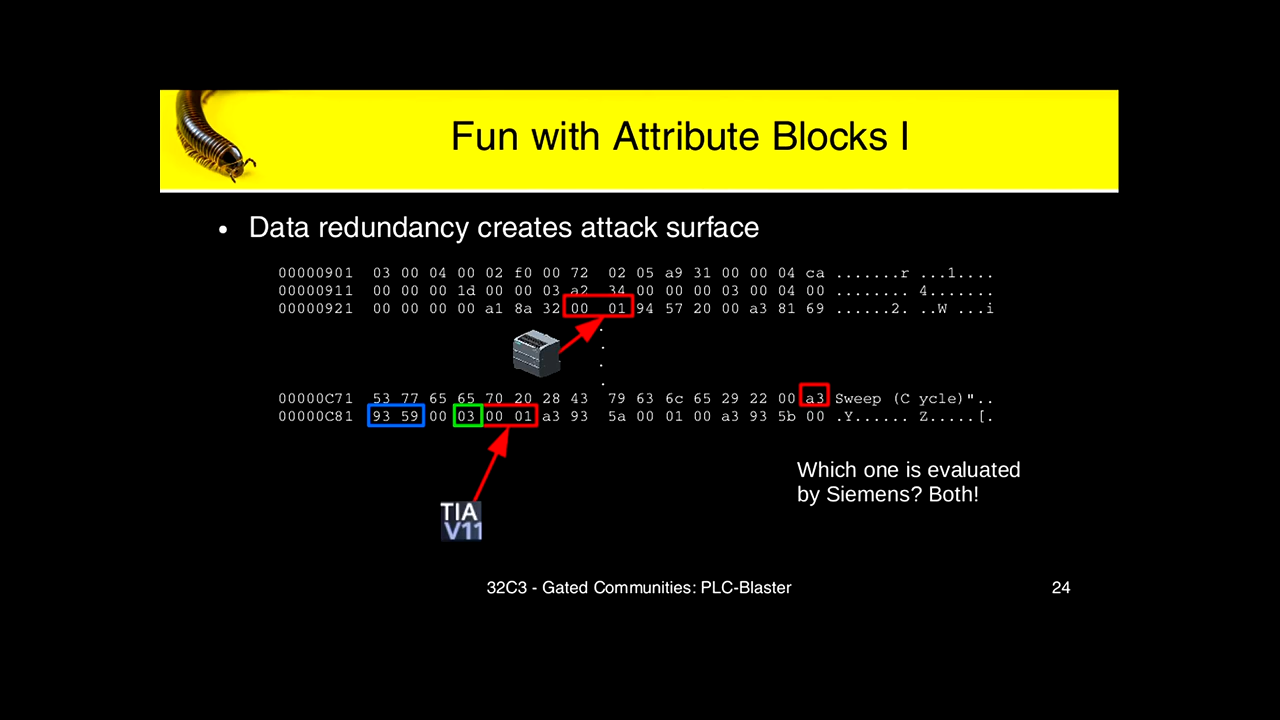 Fun with Attribute Blocks I
• Data redundancy creates attack surface
00000901 03 00 04 00 02 f0 00 72 02 05 a9 31 00 00 04 ca .......r ...1....
00000911 00 00 00 1d 00 00 03 a2 34 00 00 00 03 00 04 00 ........ 4.......
00000921 00 00 00 00 a1 8a 32 00 01 94 57 20 00 a3 81 69 ......2. ..W ...i
.
.
.
.
00000C71 53 77 65 65 70 20 28 43 79 63 6c 65 29 22 00 a3 Sweep (C ycle)"..
00000C81 93 59 00 03 00 01 a3 93 5a 00 01 00 a3 93 5b 00 .Y...... Z.....[.
Which one is evaluated
by Siemens? Both!
TIA
V11
32C3 - Gated Communities: PLC-Blaster 24